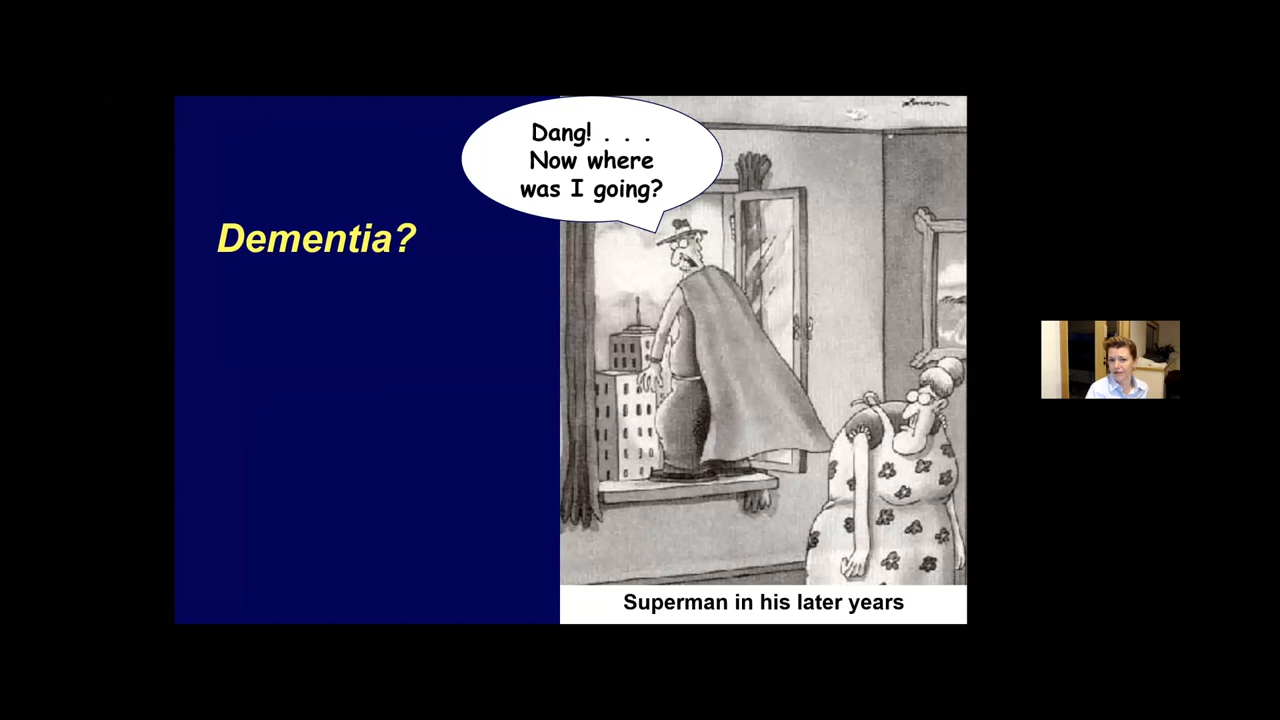 Dang! . . .
Now where
was I going?
Dementia?
Superman in his later years